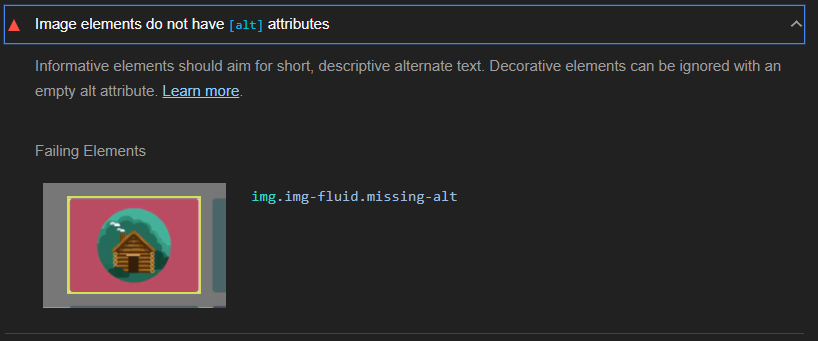 Image elements do not have [alt] attributes
Informative elements should aim for short, descriptive alternate text. Decorative elements can be ignored with an
empty alt attribute. Learn more.
Failing Elements
img.img-fluid.missing-alt